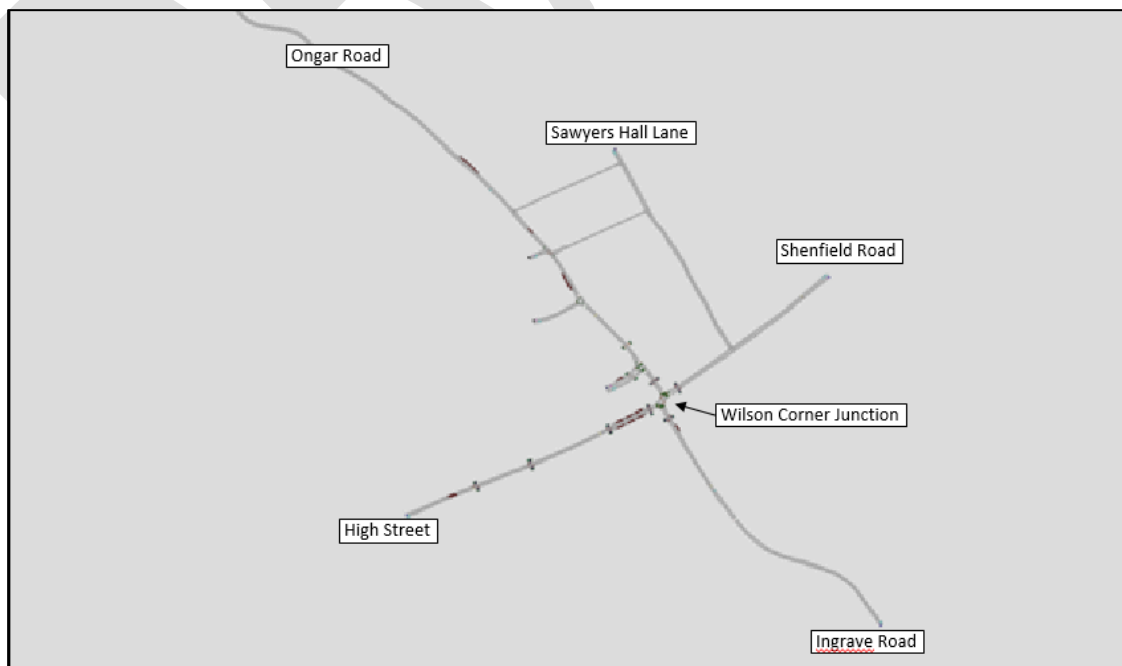 Ongar Road
Sawyers Hall Lane
Shenfield Road
Wilson Corner Junction
High Street
Ingrave Road